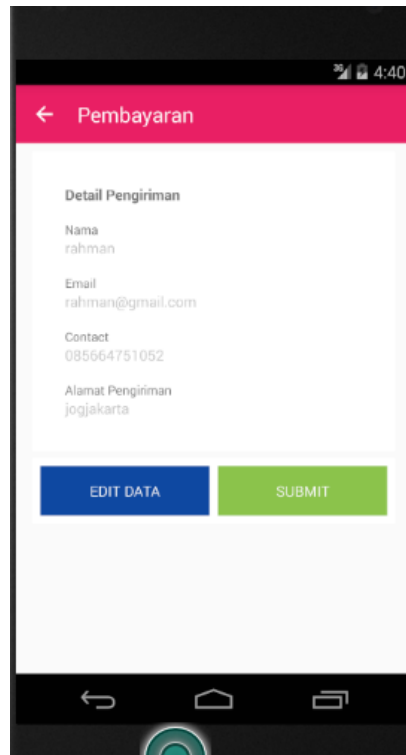 3G 4:40
Pembayaran
Detail Pengiriman
Nama
rahman
Email
rahman@gmail.com
Contact
085664751052
Alamat Pengiriman
jogjakarta
EDIT DATA SUBMIT